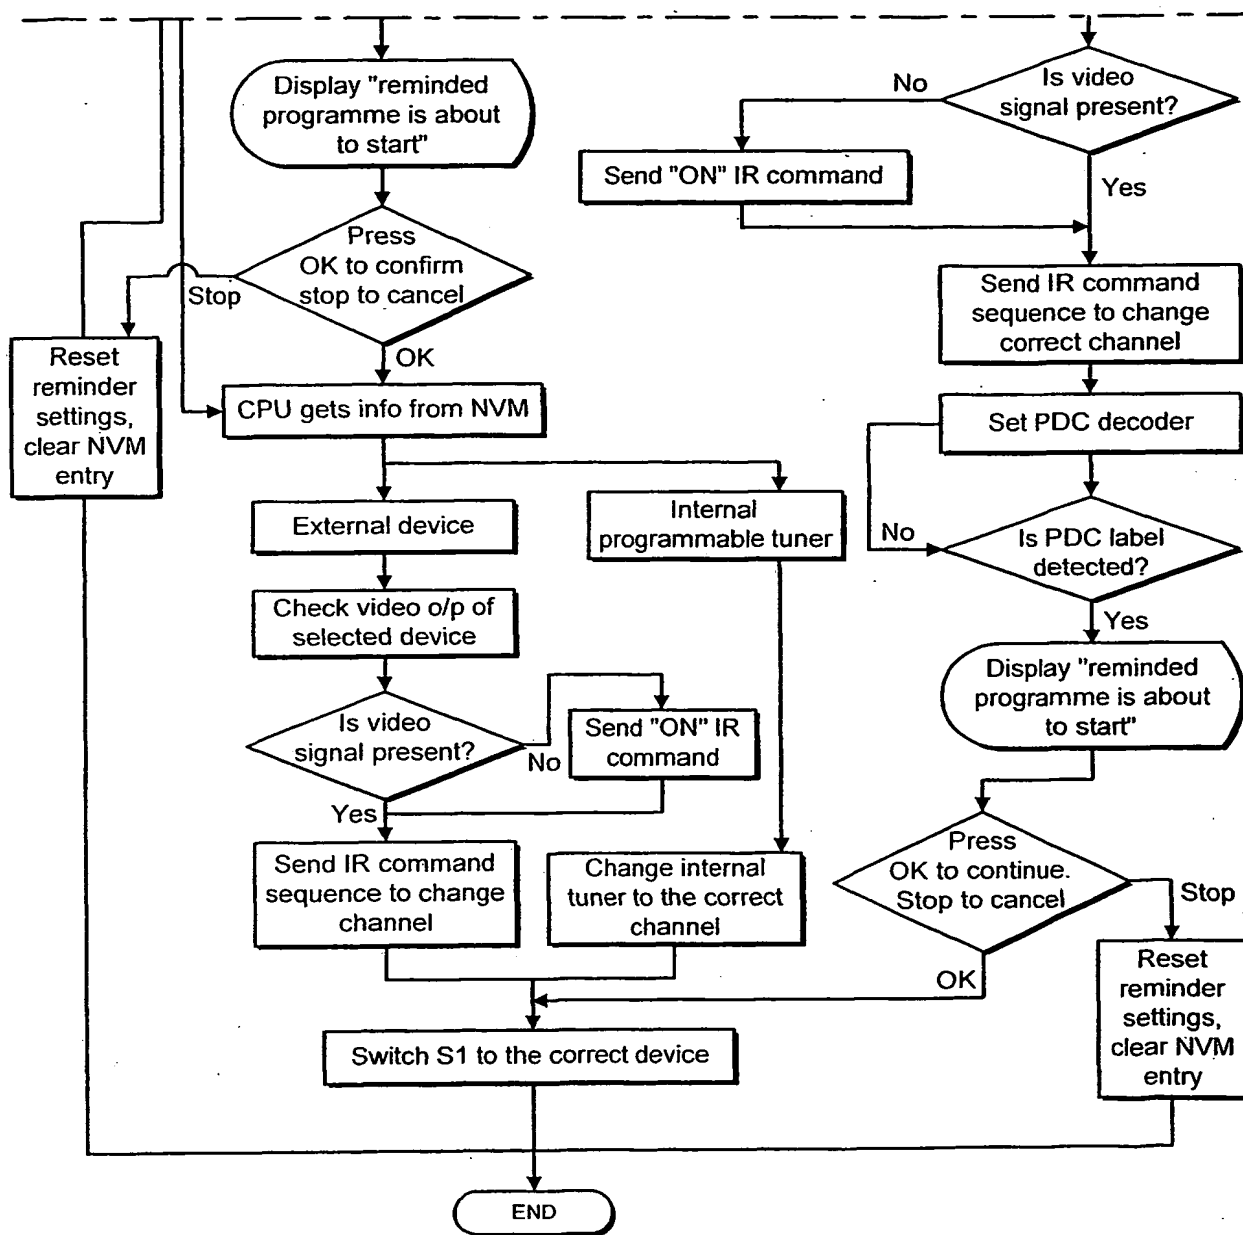 Display "reminded
programme is about
to start"
No
Is video
signal present?
Send "ON" IR command
Yes
Press
OK to confirm
stop to cancel
Stop
OK
Send IR command
sequence to change
correct channel
Reset
reminder
settings,
clear NVM
entry
CPU gets info from NVM
Set PDC decoder
External device
Internal
programmable tuner
No
Is PDC label
detected?
Yes
Check video o/p of
selected device
Display "reminded
programme is about
to start"
Is video
signal present?
No
Send "ON" IR
command
Yes
Send IR command
sequence to change
channel
Change internal
tuner to the correct
channel
Press
OK to continue.
Stop to cancel
Stop
OK
Reset
reminder
settings,
clear NVM
entry
Switch S1 to the correct device
END